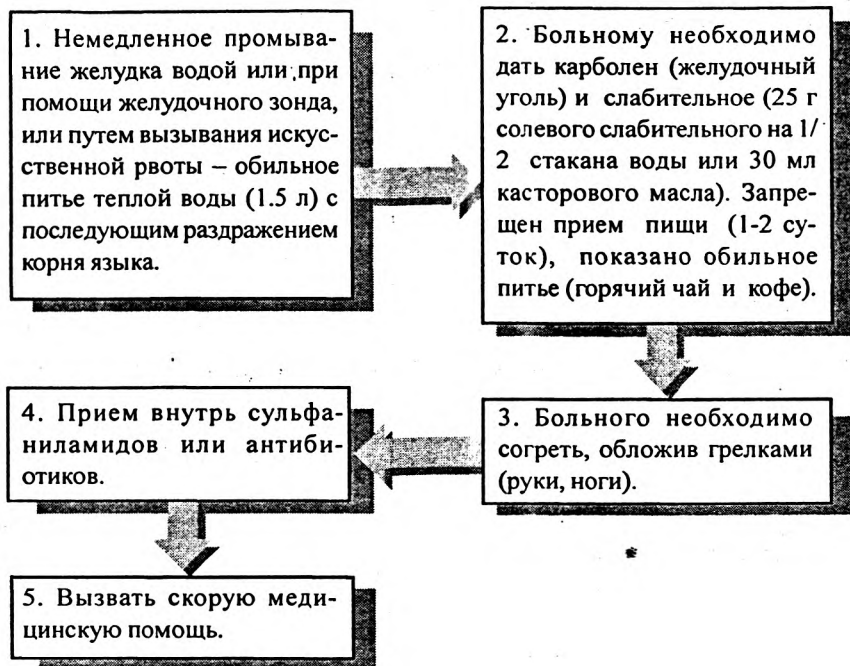 1. Немедленное промыва-
ние желудка водой или при
помощи желудочного зонда,
или путем вызывания искус-
ственной рвоты – обильное
питье теплой воды (1.5 л) с
последующим раздражением
корня языка.
2. Больному необходимо
дать карболен (желудочный
уголь) и слабительное (25 г
солевого слабительного на 1/
2 стакана воды или 30 мл
касторового масла). Запре-
щен прием пищи (1-2 су-
ток), показано обильное
питье (горячий чай и кофе).
3. Больного необходимо
согреть, обложив грелками
(руки, ноги).
4. Прием внутрь сульфа-
ниламидов или антиби-
отиков.
5. Вызвать скорую меди-
цинскую помощь.